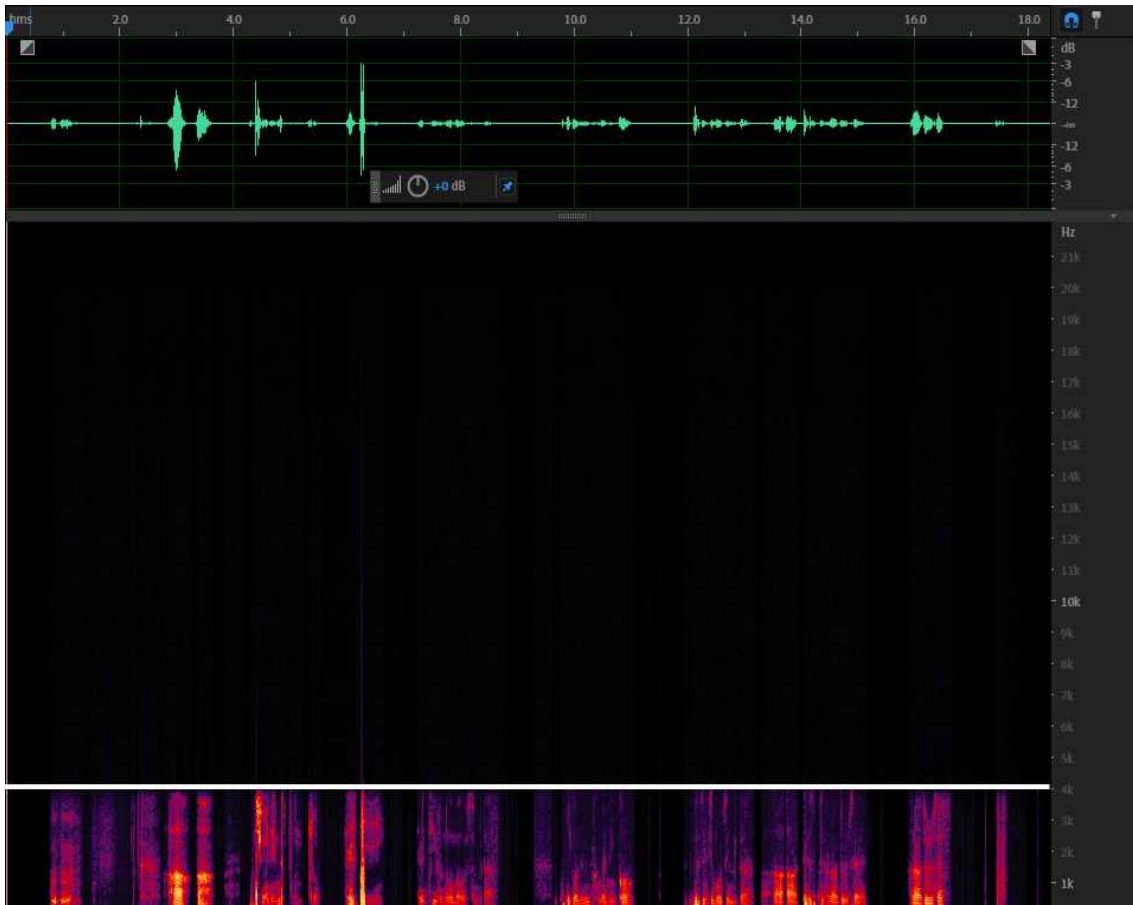 hms 2.0 4.0 6.0 8.0 10.0 12.0 14.0 16.0 18.0
dB
-3
-6
-12
-∞
-12
-6
-3
+0 dB
Hz
21k
20k
19k
18k
17k
16k
15k
14k
13k
12k
11k
10k
9k
8k
7k
6k
5k
4k
3k
2k
1k